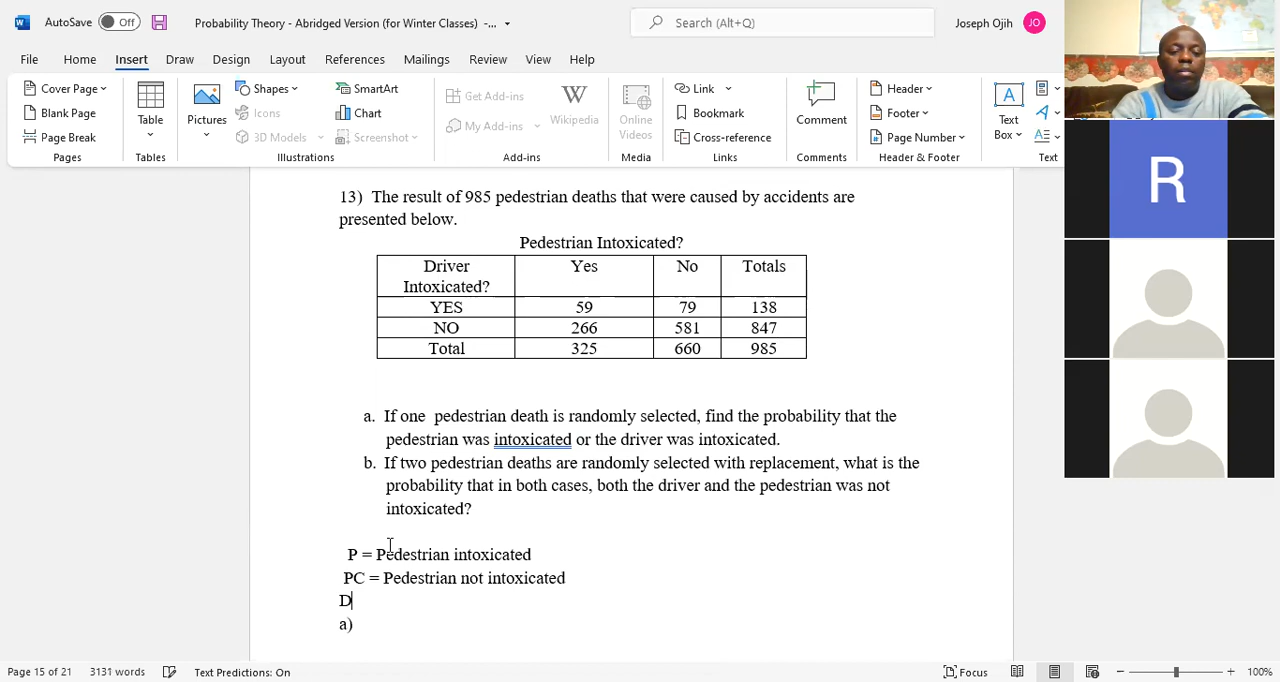 AutoSave Off Probability Theory - Abridged Version (for Winter Classes) -... Search (Alt+Q) Joseph Ojih JO
File Home Insert Draw Design Layout References Mailings Review View Help
Cover Page
Blank Page
Page Break
Pages
Table
Tables
Pictures
Shapes
Icons
3D Models
SmartArt
Chart
Screenshot
Illustrations
Get Add-ins
My Add-ins
Wikipedia
Add-ins
Online
Videos
Media
Link
Bookmark
Cross-reference
Links
Comment
Comments
Header
Footer
Page Number
Header & Footer
Text
Box
Text
13) The result of 985 pedestrian deaths that were caused by accidents are
presented below.
Pedestrian Intoxicated?
Driver Yes No Totals
Intoxicated?
YES 59 79 138
NO 266 581 847
Total 325 660 985
a. If one pedestrian death is randomly selected, find the probability that the
pedestrian was intoxicated or the driver was intoxicated.
b. If two pedestrian deaths are randomly selected with replacement, what is the
probability that in both cases, both the driver and the pedestrian was not
intoxicated?
P = Pedestrian intoxicated
PC = Pedestrian not intoxicated
D
a)
R
Page 15 of 21 3131 words Text Predictions: On Focus 100%